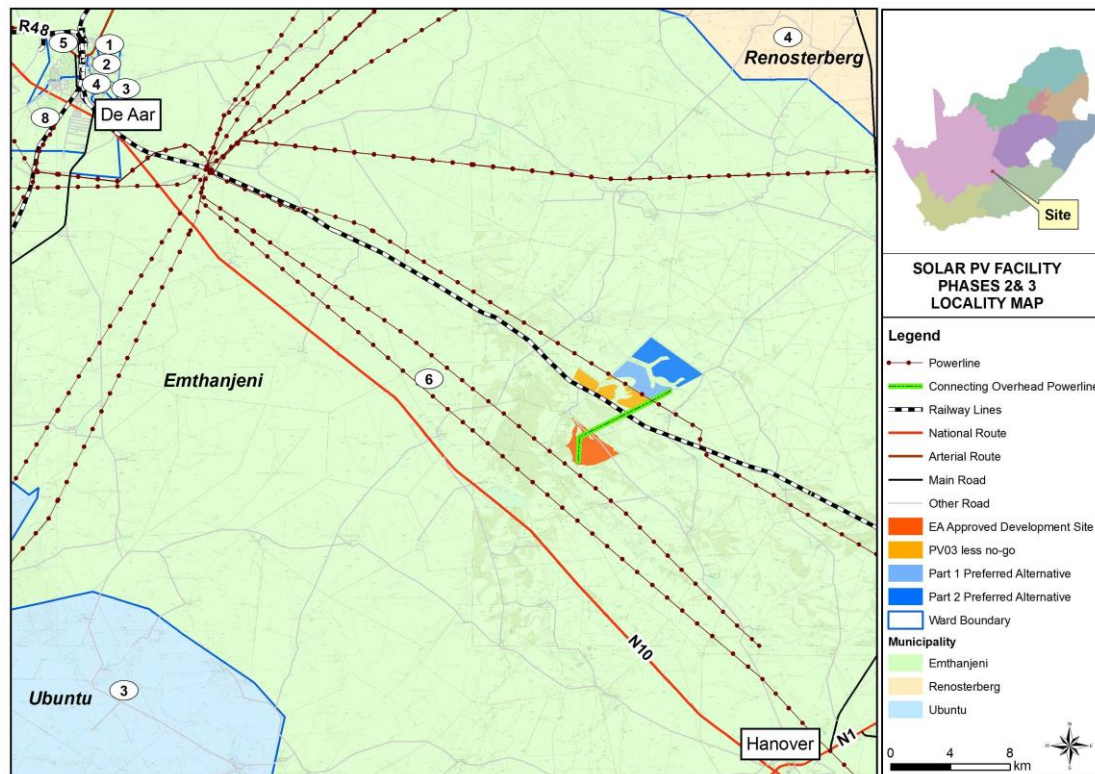 R48
5
1
2
4
3
De Aar
8
4
Renosterberg
Emthanjeni
6
N10
Ubuntu
3
Hanover
N1
Site
SOLAR PV FACILITY
PHASES 2& 3
LOCALITY MAP
Legend
Powerline
Connecting Overhead Powerline
Railway Lines
National Route
Arterial Route
Main Road
Other Road
EA Approved Development Site
PV03 less no-go
Part 1 Preferred Alternative
Part 2 Preferred Alternative
Ward Boundary
Municipality
Emthanjeni
Renosterberg
Ubuntu
0 4 8
km